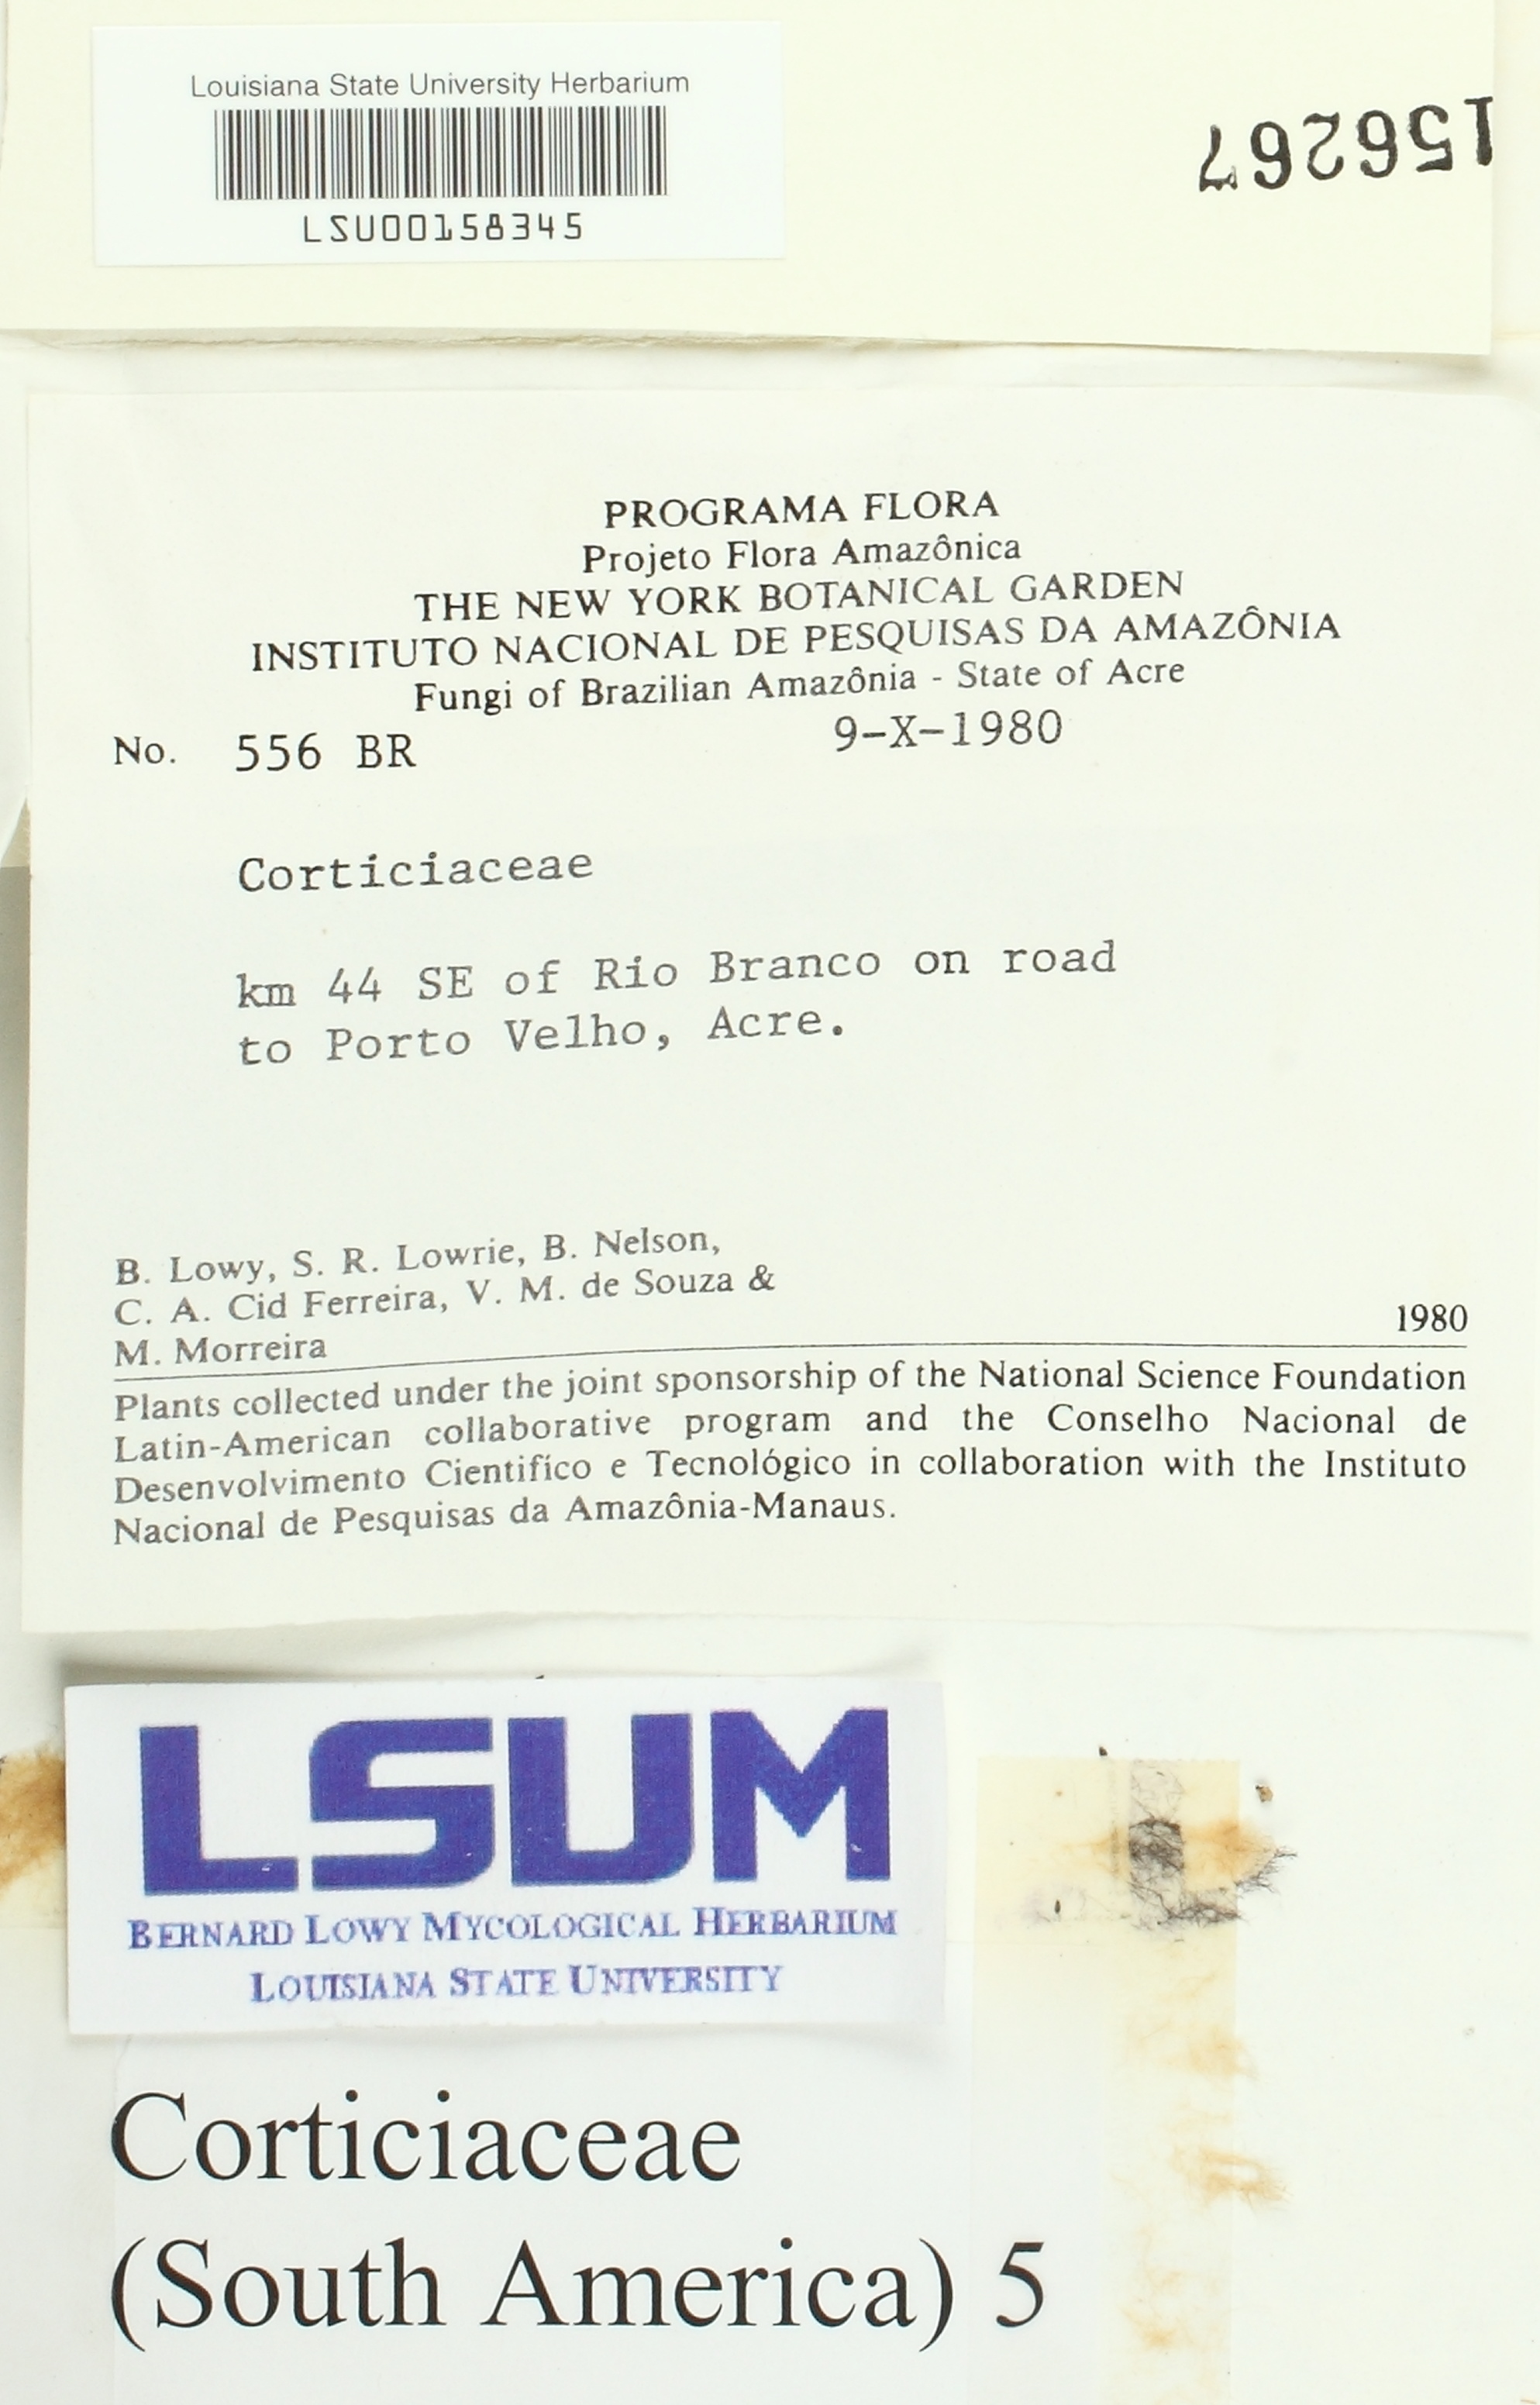 Louisiana State University Herbarium
LSU00158345
156267
PROGRAMA FLORA
Projeto Flora Amazônica
THE NEW YORK BOTANICAL GARDEN
INSTITUTO NACIONAL DE PESQUISAS DA AMAZÔNIA
Fungi of Brazilian Amazônia - State of Acre
No. 556 BR 9-X-1980
Corticiaceae
km 44 SE of Rio Branco on road
to Porto Velho, Acre.
B. Lowy, S. R. Lowrie, B. Nelson,
C. A. Cid Ferreira, V. M. de Souza &
M. Morreira 1980
Plants collected under the joint sponsorship of the National Science Foundation
Latin-American collaborative program and the Conselho Nacional de
Desenvolvimento Cientifíco e Tecnológico in collaboration with the Instituto
Nacional de Pesquisas da Amazônia-Manaus.
LSUM
BERNARD LOWY MYCOLOGICAL HERBARIUM
LOUISIANA STATE UNIVERSITY
Corticiaceae
(South America) 5